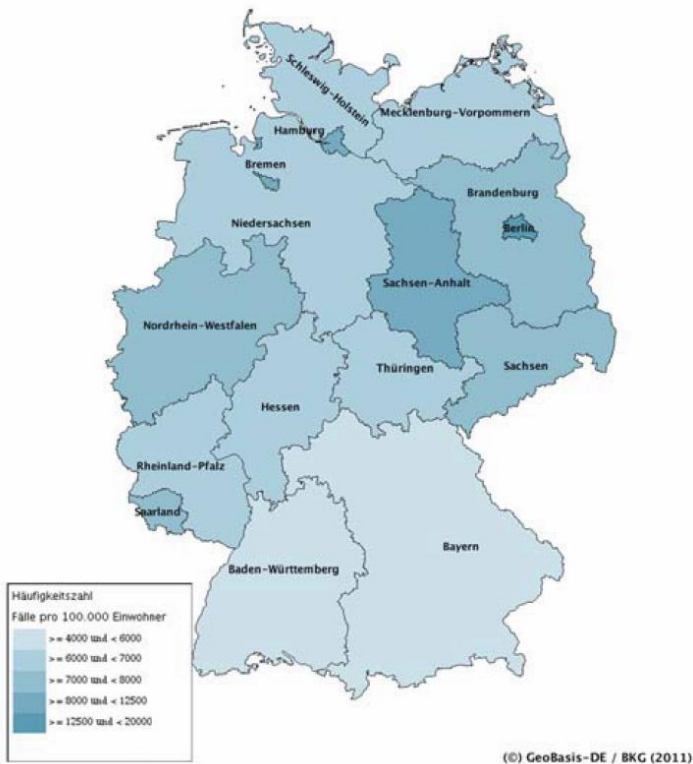 Schleswig-Holstein
Mecklenburg-Vorpommern
Hamburg
Bremen
Brandenburg
Niedersachsen
Berlin
Sachsen-Anhalt
Nordrhein-Westfalen
Thüringen
Sachsen
Hessen
Rheinland-Pfalz
Saarland
Bayern
Baden-Württemberg
Häufigkeitszahl
Fälle pro 100.000 Einwohner
>= 4000 und < 6000
>= 6000 und < 7000
>= 7000 und < 8000
>= 8000 und < 12500
>= 12500 und < 20000
(©) GeoBasis-DE / BKG (2011)